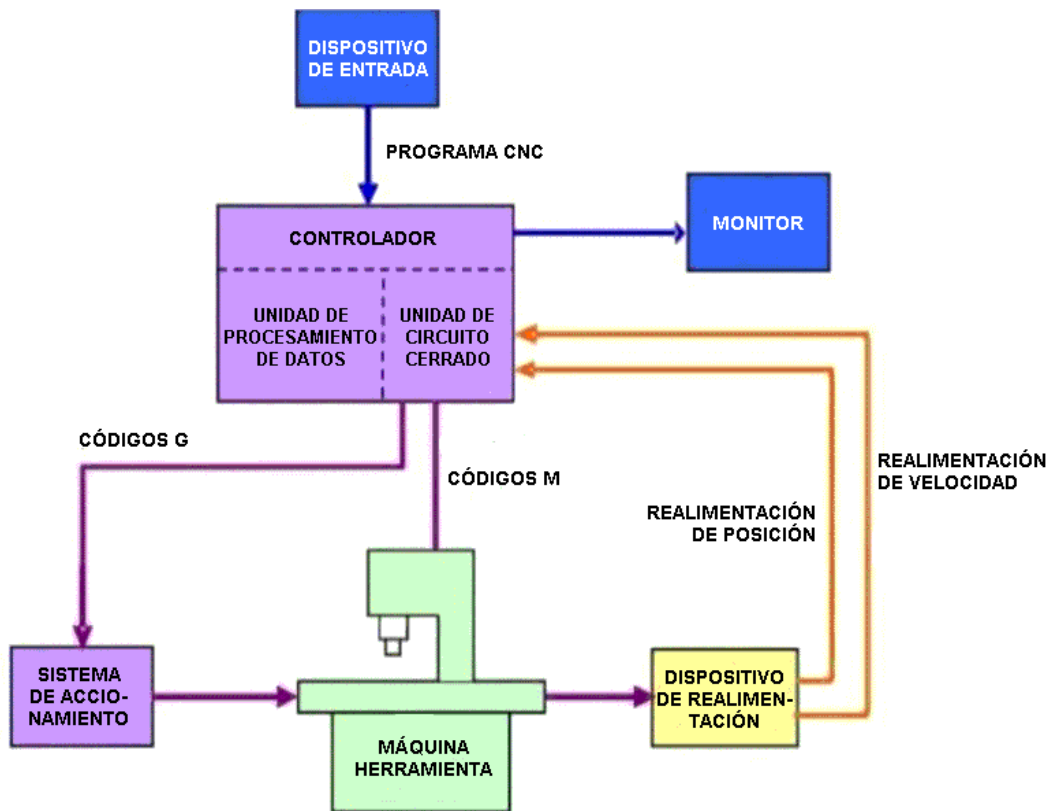 DISPOSITIVO
DE ENTRADA
PROGRAMA CNC
MONITOR
CONTROLADOR
UNIDAD DE
PROCESAMIENTO
DE DATOS
UNIDAD DE
CIRCUITO
CERRADO
CÓDIGOS G
CÓDIGOS M
REALIMENTACIÓN
DE VELOCIDAD
REALIMENTACIÓN
DE POSICIÓN
SISTEMA
DE ACCIO-
NAMIENTO
MÁQUINA
HERRAMIENTA
DISPOSITIVO
DE REALIMEN-
TACIÓN